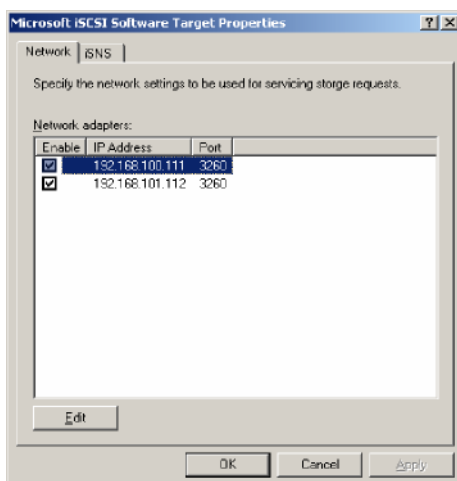 Microsoft iSCSI Software Target Properties
Network iSNS
Specify the network settings to be used for servicing storge requests.
Network adapters:
Enable IP Address Port
192.168.100.111 3260
192.168.101.112 3260
Edit
OK Cancel Apply